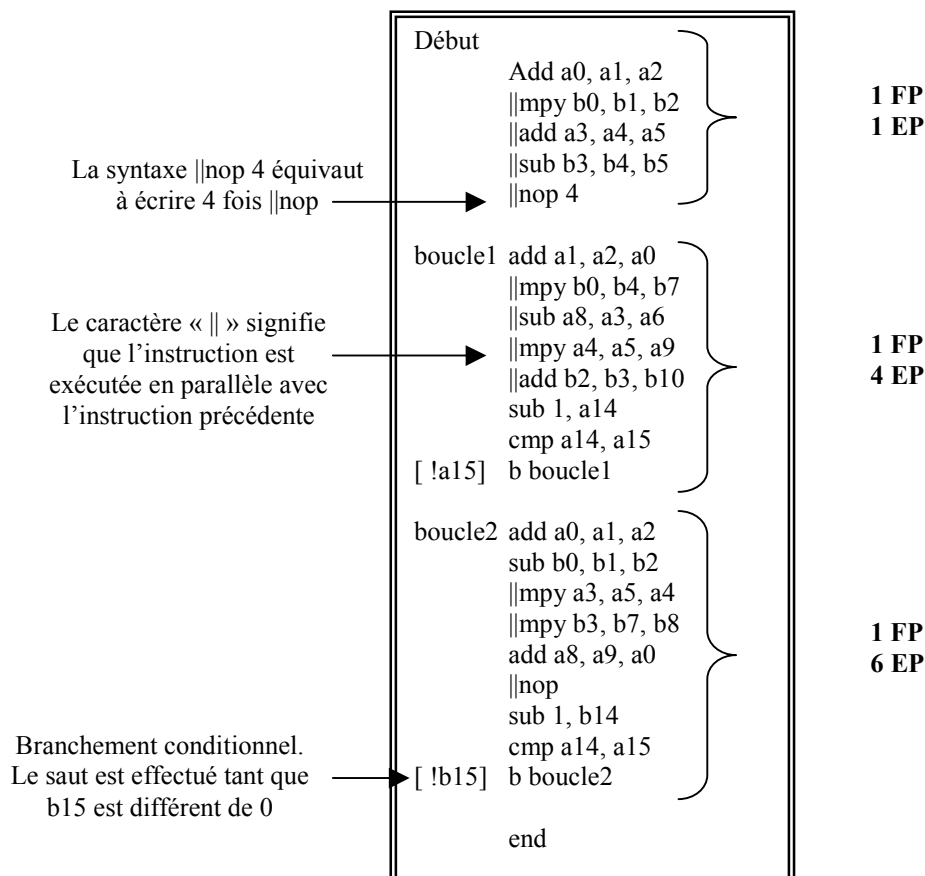 Début
Add a0, a1, a2
||mpy b0, b1, b2
||add a3, a4, a5
||sub b3, b4, b5
||nop 4
1 FP
1 EP
La syntaxe ||nop 4 équivaut
à écrire 4 fois ||nop
boucle1 add a1, a2, a0
||mpy b0, b4, b7
||sub a8, a3, a6
||mpy a4, a5, a9
||add b2, b3, b10
sub 1, a14
cmp a14, a15
[ !a15] b boucle1
1 FP
4 EP
Le caractère « || » signifie
que l’instruction est
exécutée en parallèle avec
l’instruction précédente
boucle2 add a0, a1, a2
sub b0, b1, b2
||mpy a3, a5, a4
||mpy b3, b7, b8
add a8, a9, a0
||nop
sub 1, b14
cmp a14, a15
[ !b15] b boucle2
1 FP
6 EP
Branchement conditionnel.
Le saut est effectué tant que
b15 est différent de 0
end